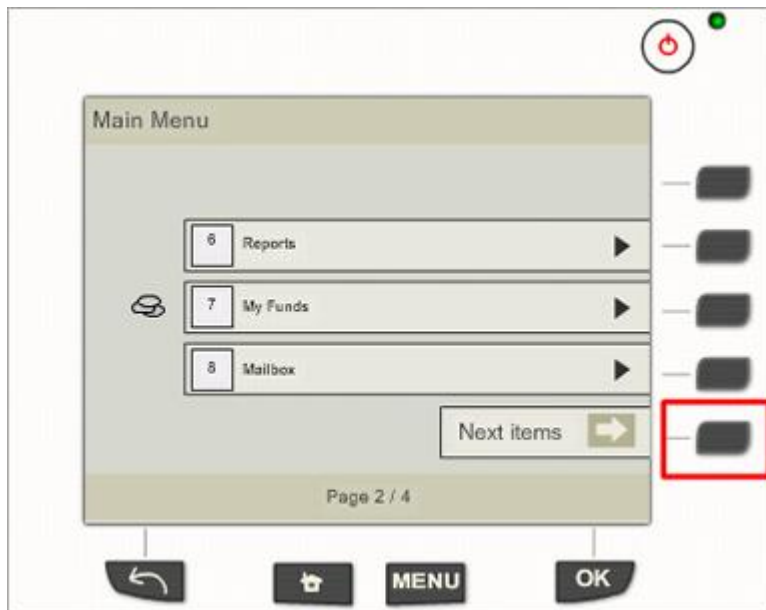 Main Menu
6 Reports
7 My Funds
8 Mailbox
Next items
Page 2 / 4
MENU
OK